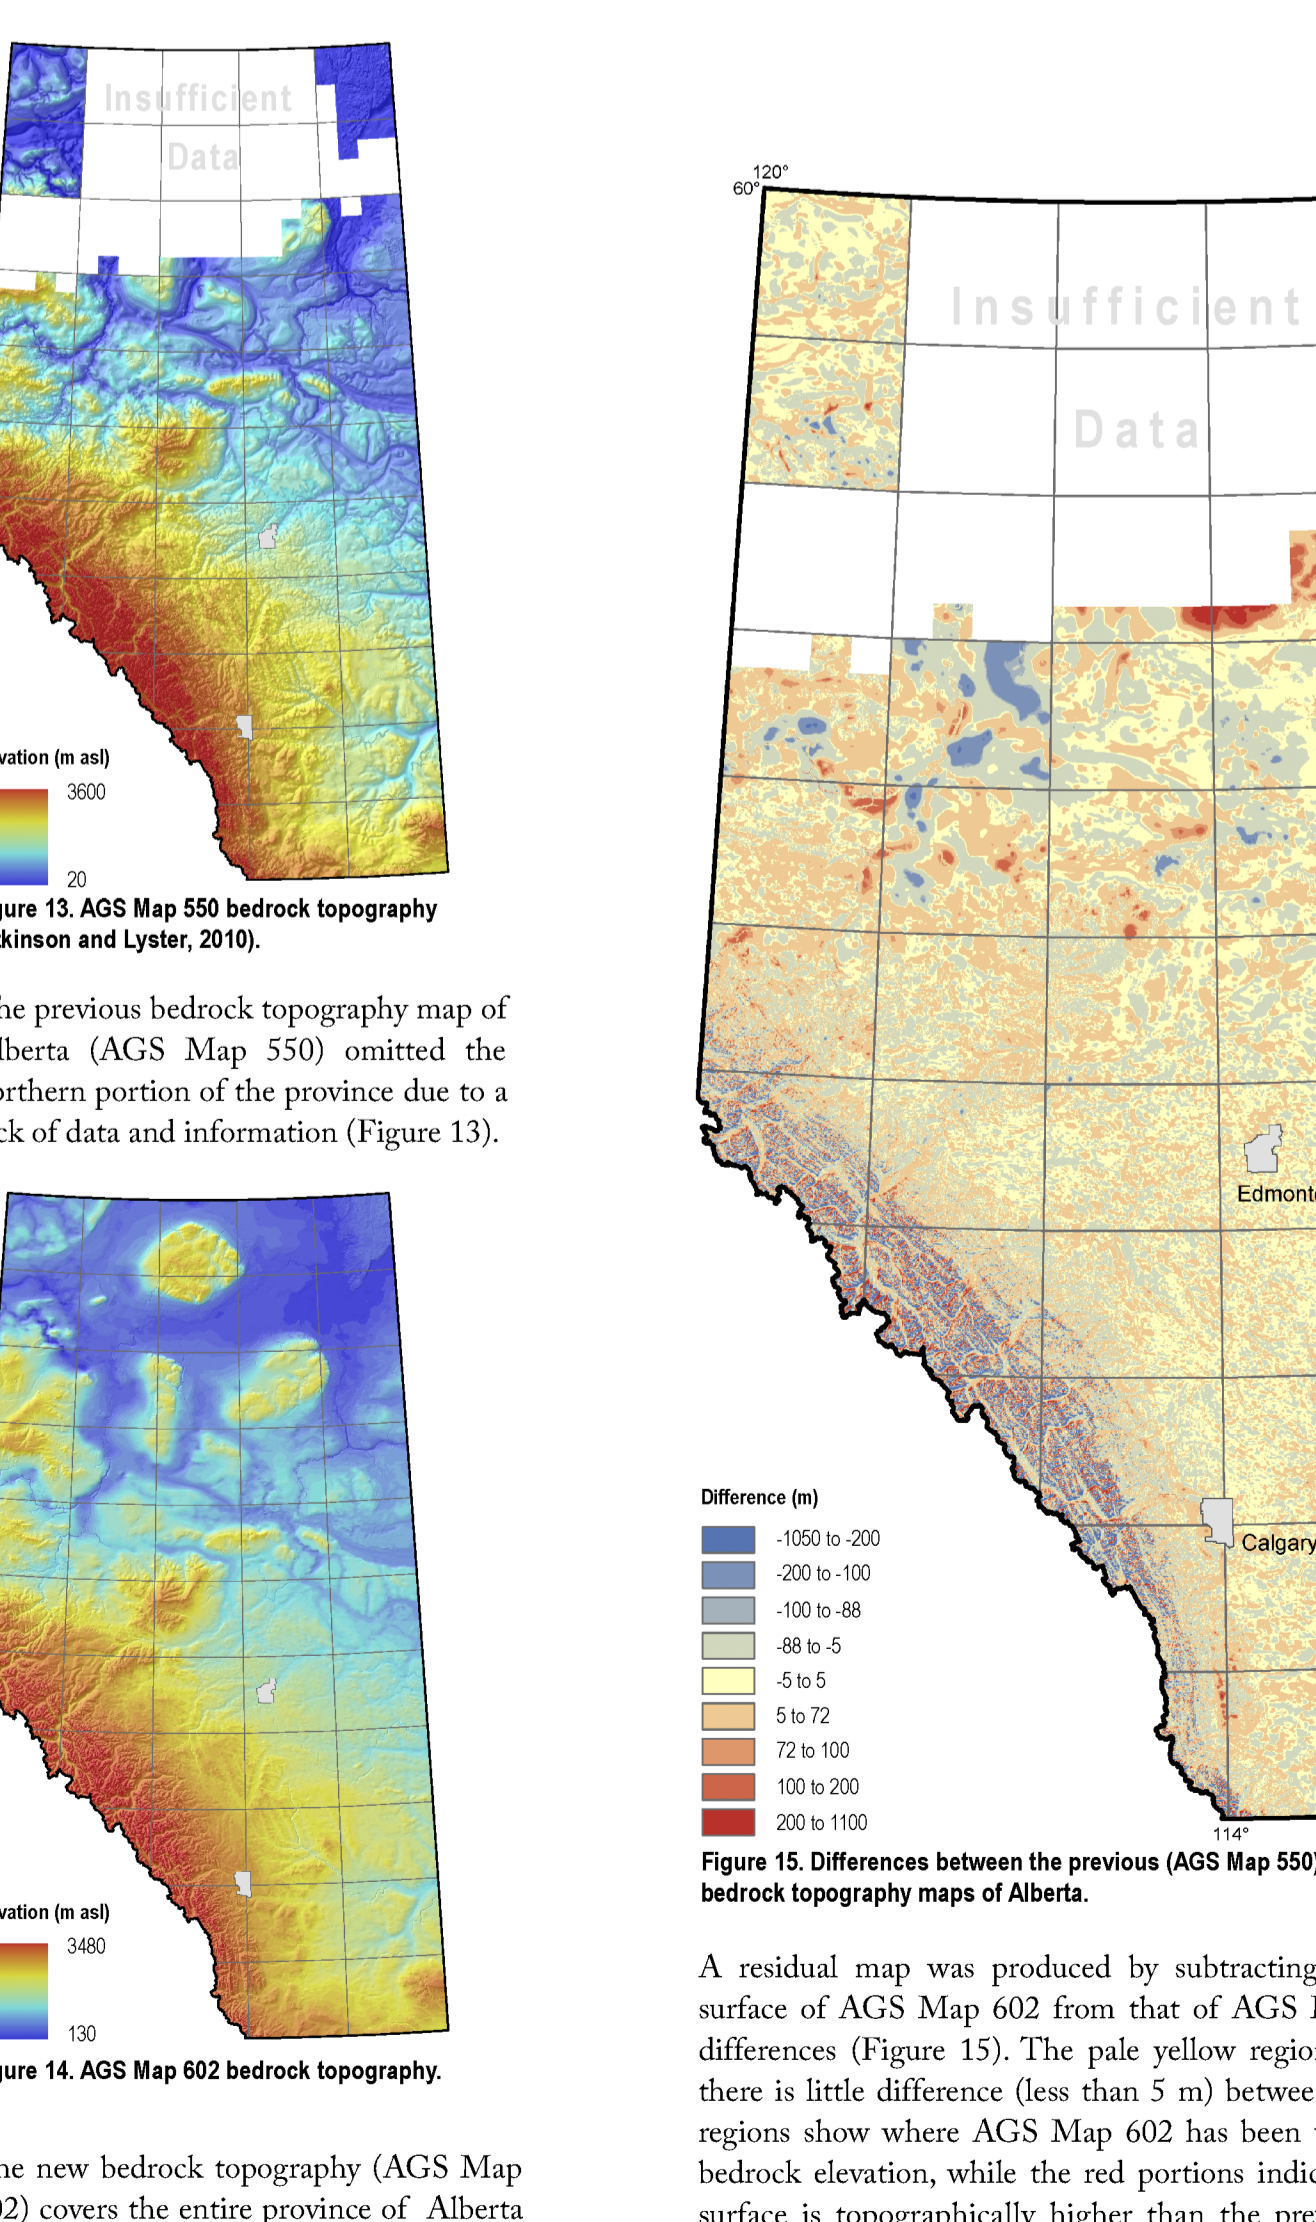 Insufficient
Data
vation (m asl)
3600
20
gure 13. AGS Map 550 bedrock topography
kinson and Lyster, 2010).
he previous bedrock topography map of
lberta (AGS Map 550) omitted the
orthern portion of the province due to a
ck of data and information (Figure 13).
vation (m asl)
3480
130
gure 14. AGS Map 602 bedrock topography.
he new bedrock topography (AGS Map
02) covers the entire province of Alberta
120°
60°
Insufficient
Data
Edmont
Calgary
Difference (m)
-1050 to -200
-200 to -100
-100 to -88
-88 to -5
-5 to 5
5 to 72
72 to 100
100 to 200
200 to 1100
114°
Figure 15. Differences between the previous (AGS Map 550)
bedrock topography maps of Alberta.
A residual map was produced by subtracting
surface of AGS Map 602 from that of AGS
differences (Figure 15). The pale yellow regio
there is little difference (less than 5 m) betwee
regions show where AGS Map 602 has been
bedrock elevation, while the red portions indic
surface is topographically higher than the pre